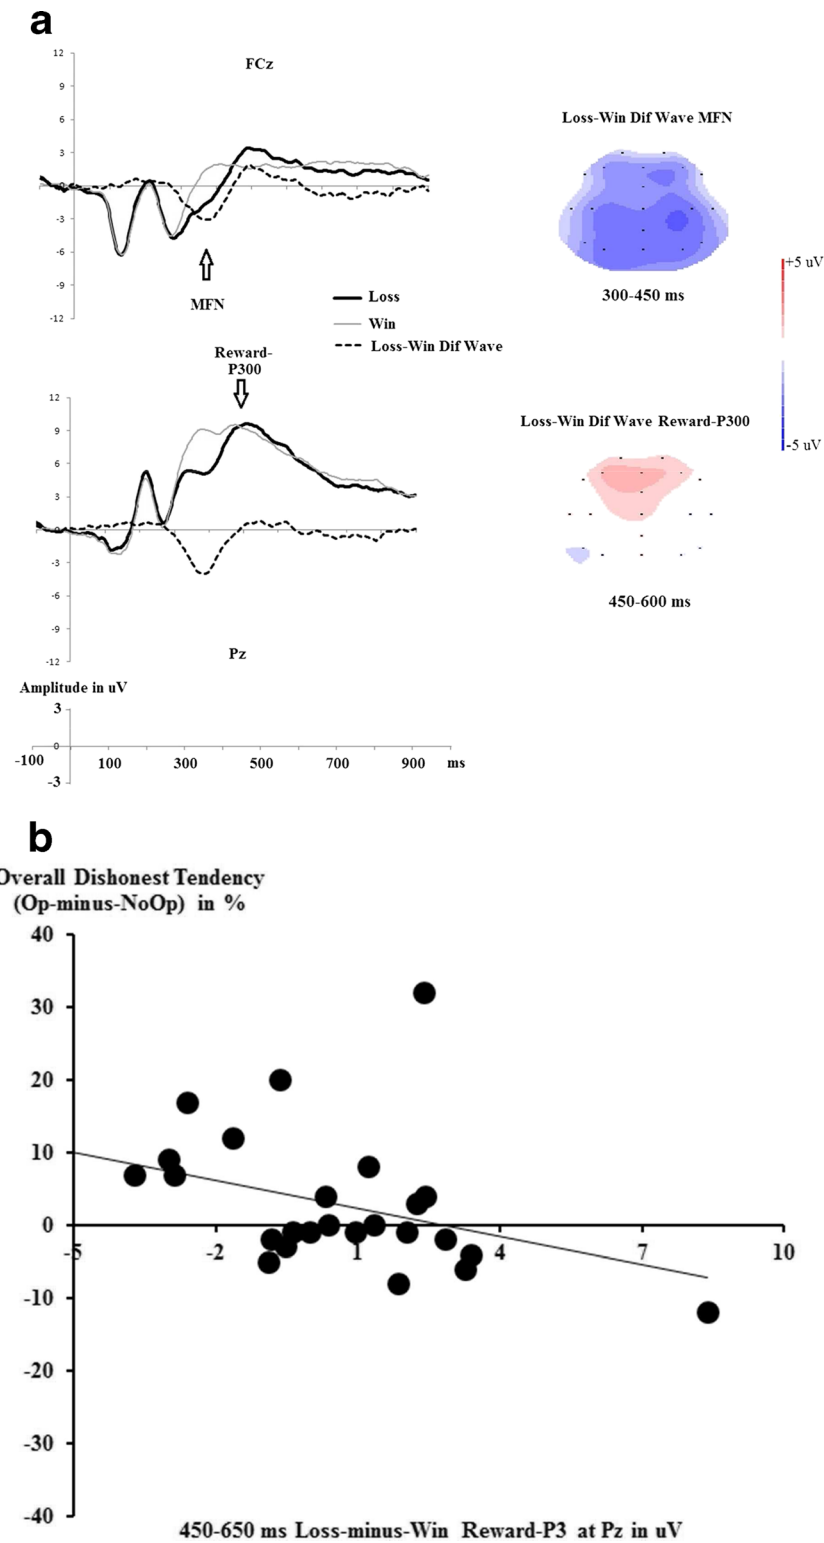 a
FCz
12
9
6
3
0
-3
-6
-9
-12
MFN
Loss
Win
Loss-Win Dif Wave
Loss-Win Dif Wave MFN
300-450 ms
+5 uV
-5 uV
Reward-
P300
12
9
6
3
0
-3
-6
-9
-12
Pz
Loss-Win Dif Wave Reward-P300
450-600 ms
Amplitude in uV
3
0
-3
-100 100 300 500 700 900 ms
b
Overall Dishonest Tendency
(Op-minus-NoOp) in %
40
30
20
10
0
-10
-20
-30
-40
-5 -2 1 4 7 10
450-650 ms Loss-minus-Win Reward-P3 at Pz in uV